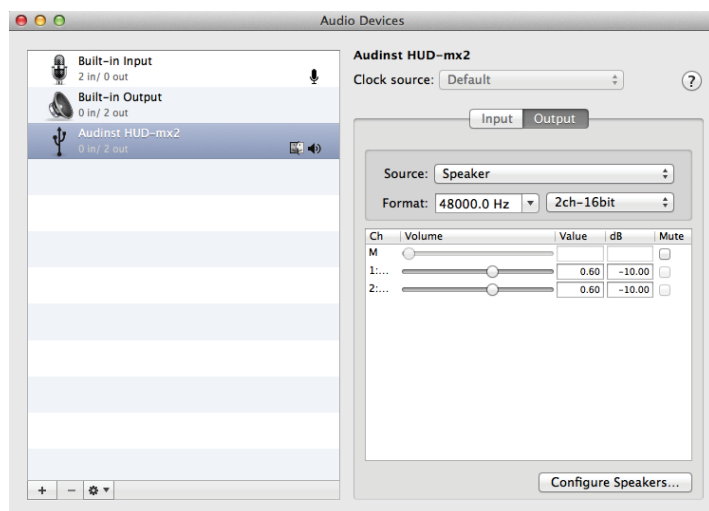 Audio Devices
Built-in Input
2 in/ 0 out
Built-in Output
0 in/ 2 out
Audinst HUD-mx2
0 in/ 2 out
+ −
Audinst HUD-mx2
Clock source: Default
?
Input Output
Source: Speaker
Format: 48000.0 Hz 2ch-16bit
Ch Volume Value dB Mute
M
1:... 0.60 -10.00
2:... 0.60 -10.00
Configure Speakers...